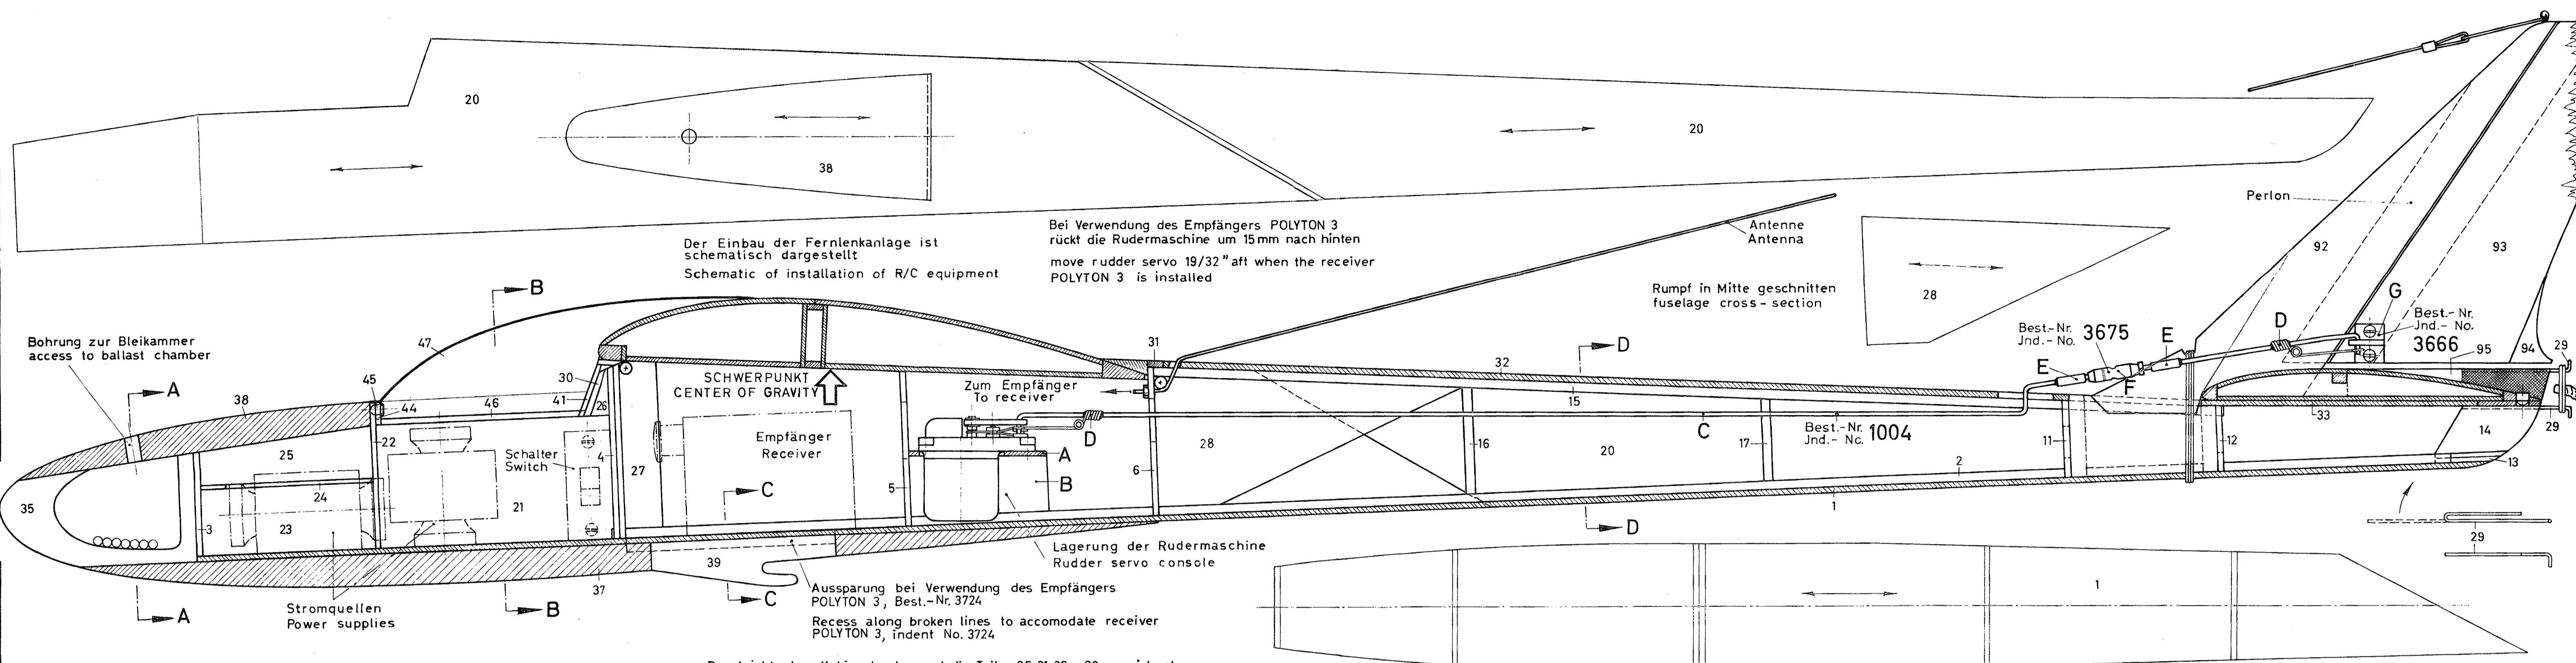 20
38
20
Perlon
92
93
Der Einbau der Fernlenkanlage ist
schematisch dargestellt
Schematic of installation of R/C equipment
Bei Verwendung des Empfängers POLYTON 3
rückt die Rudermaschine um 15mm nach hinten
move rudder servo 19/32" aft when the receiver
POLYTON 3 is installed
Antenne
Antenna
Rumpf in Mitte geschnitten
fuselage cross-section
28
Bohrung zur Bleikammer
access to ballast chamber
A
B
47
38
45
44
46
41
30
26
SCHWERPUNKT
CENTER OF GRAVITY
Zum Empfänger
To receiver
31
32
D
15
Best.-Nr.
Jnd.-No.
3675
E
F
E
D
G
Best.-Nr.
Jnd.-No.
3666
95
94
29
35
3
25
24
23
22
21
Schalter
Switch
4
27
Empfänger
Receiver
C
5
D
A
B
6
28
16
20
17
C
Best.-Nr.
Jnd.-No.
1004
2
11
12
33
14
29
13
1
D
29
A
Stromquellen
Power supplies
B
37
39
C
Lagerung der Rudermaschine
Rudder servo console
Aussparung bei Verwendung des Empfängers
POLYTON 3, Best.-Nr. 3724
Recess along broken lines to accomodate receiver
POLYTON 3, indent No. 3724
1